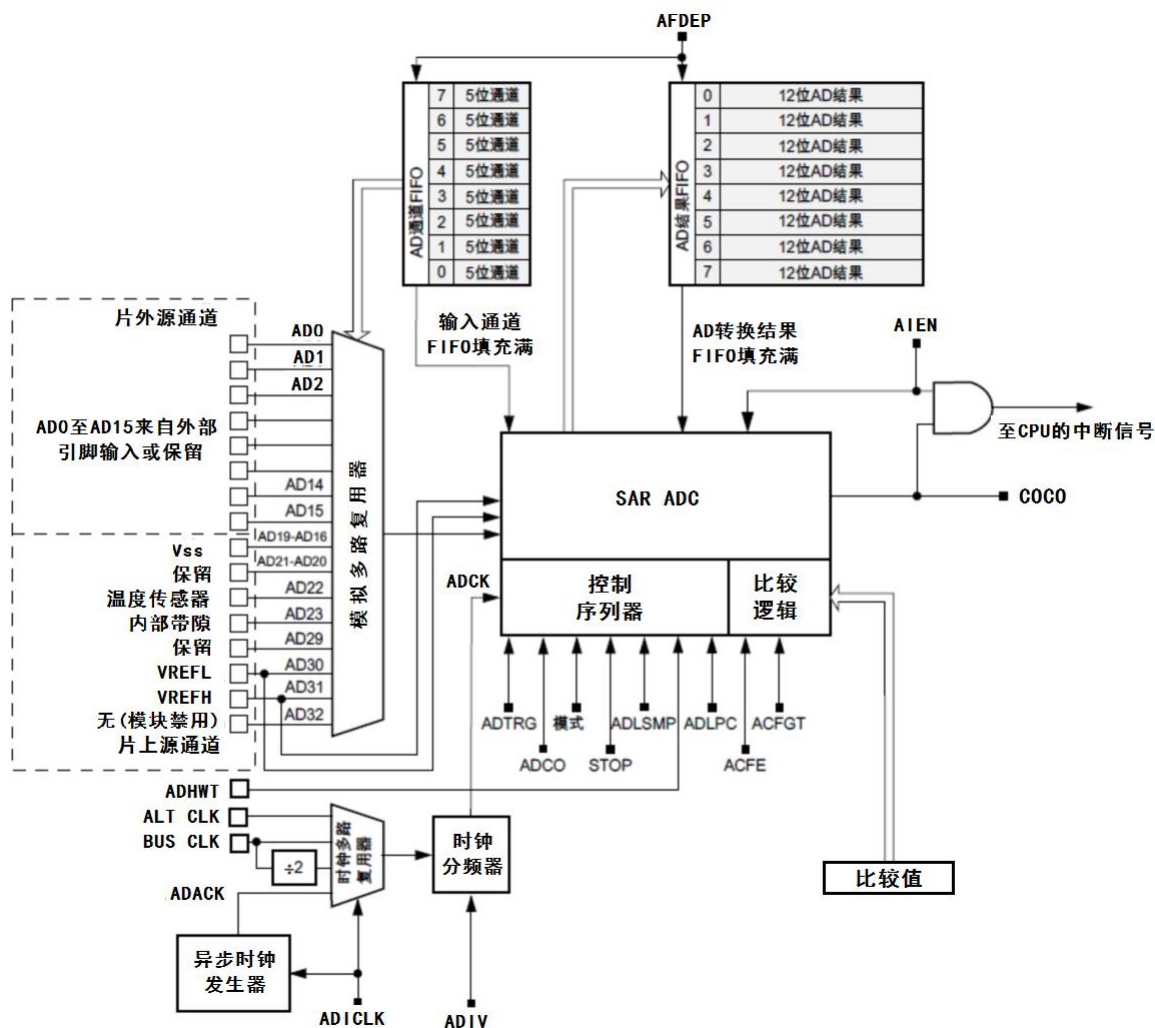 AFDEP
AD通道FIFO
7 5位通道
6 5位通道
5 5位通道
4 5位通道
3 5位通道
2 5位通道
1 5位通道
0 5位通道
AD结果FIFO
0 12位AD结果
1 12位AD结果
2 12位AD结果
3 12位AD结果
4 12位AD结果
5 12位AD结果
6 12位AD结果
7 12位AD结果
输入通道
FIFO填充满
AD转换结果
FIFO填充满
AIEN
至CPU的中断信号
COCO
片外源通道
AD0至AD15来自外部
引脚输入或保留
AD0
AD1
AD2
AD14
AD15
AD19-AD16
AD21-AD20
AD22
AD23
AD29
AD30
AD31
AD32
Vss
保留
温度传感器
内部带隙
保留
VREFL
VREFH
无(模块禁用)
片上源通道
模拟多路复用器
SAR ADC
ADCK
控制
序列器
比较
逻辑
ADTRG
模式
ADLSMP
ADLPC
ACFGT
ADCO
STOP
ACFE
ADHWT
ALT CLK
BUS CLK
÷2
时钟多路
复用器
时钟
分频器
ADACK
异步时钟
发生器
ADICLK
ADIV
比较值